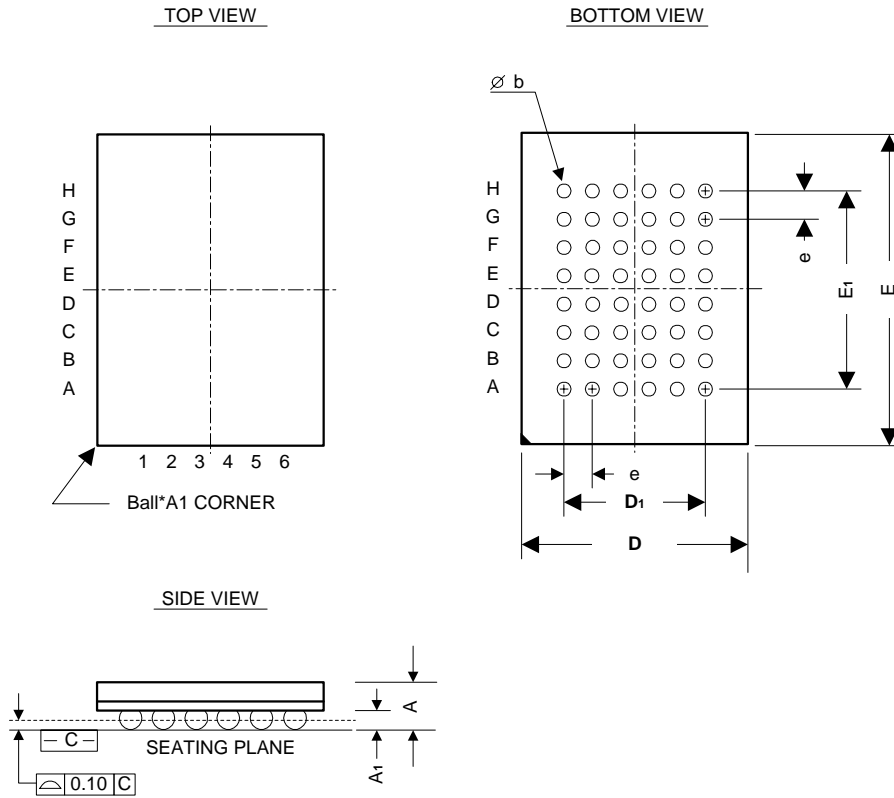 TOP VIEW
BOTTOM VIEW
H
G
F
E
D
C
B
A
1 2 3 4 5 6
Ball*A1 CORNER
⌀ b
H
G
F
E
D
C
B
A
e
E1
E
e
D1
D
SIDE VIEW
A
A1
C
SEATING PLANE
⌓ 0.10 C